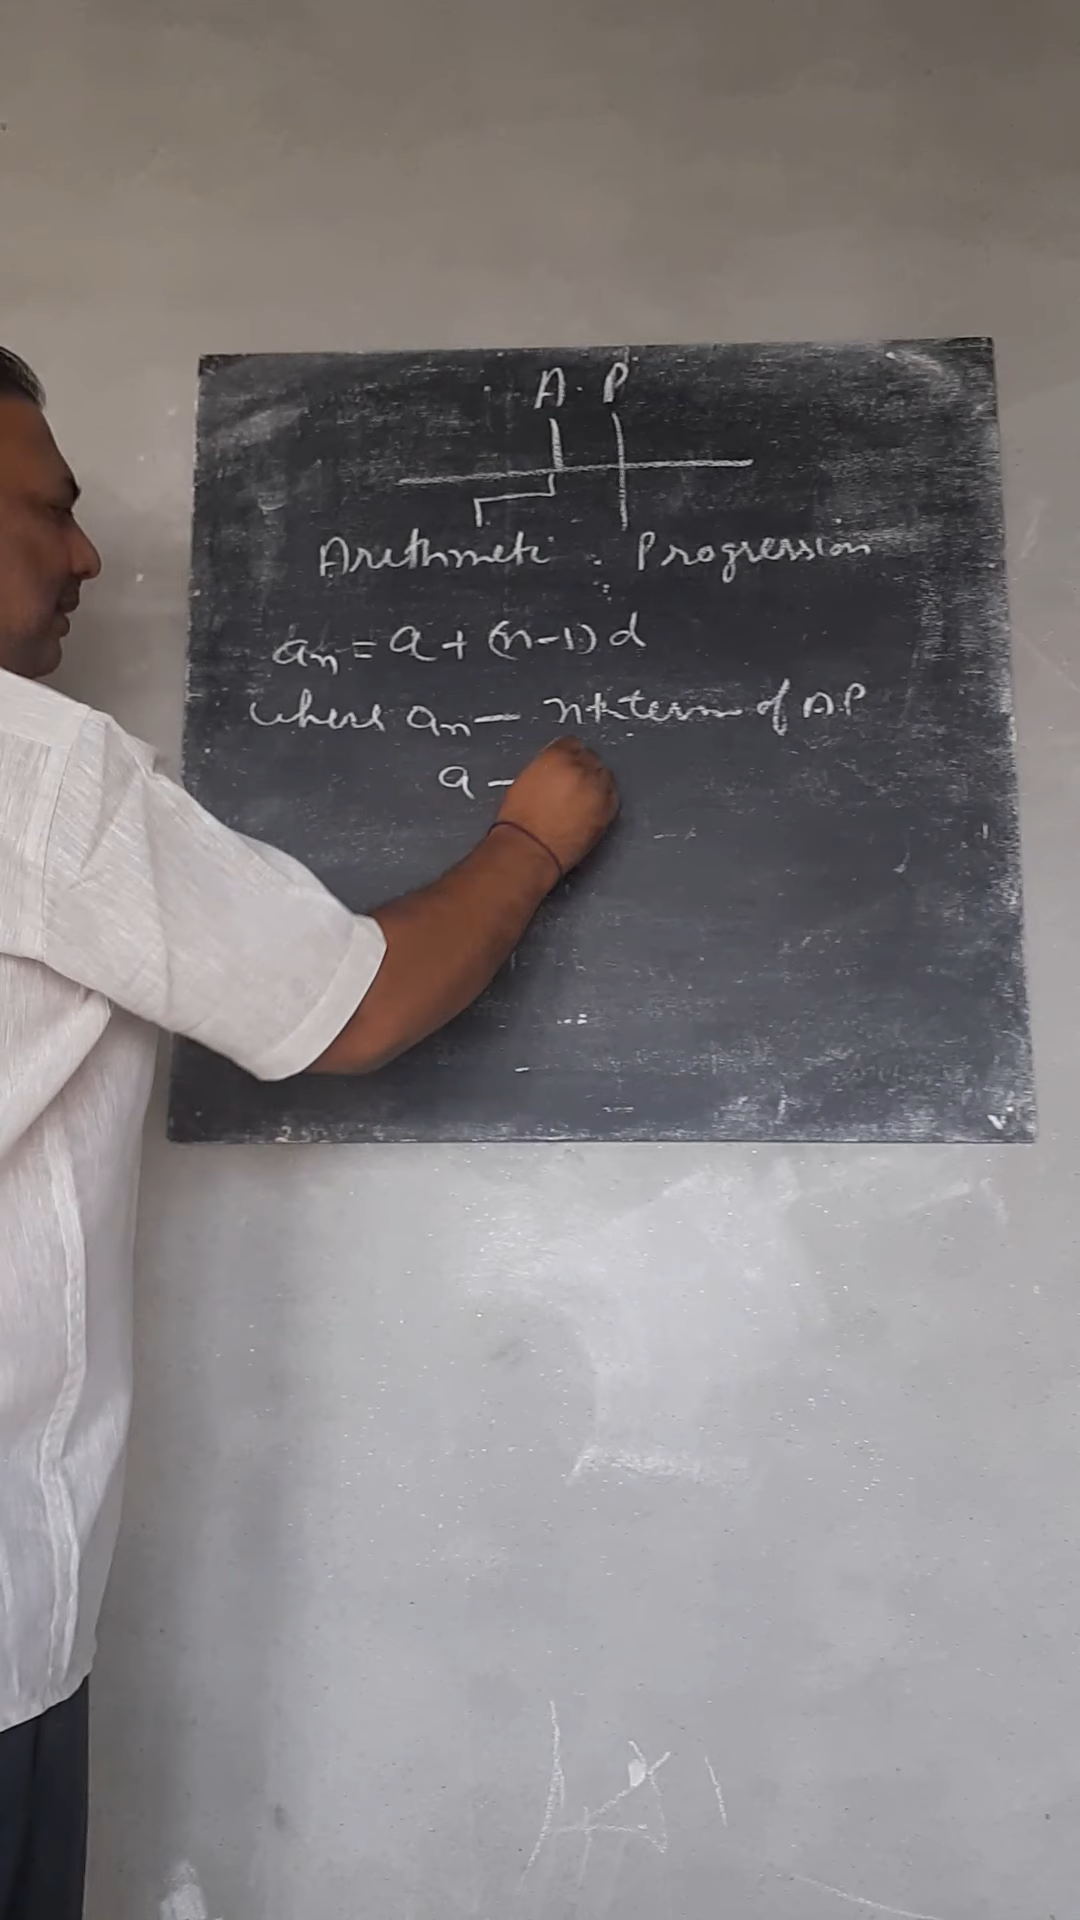 A. P
Arithmetic Progression
an = a + (n-1) d
where an — nth term of A.P
a —